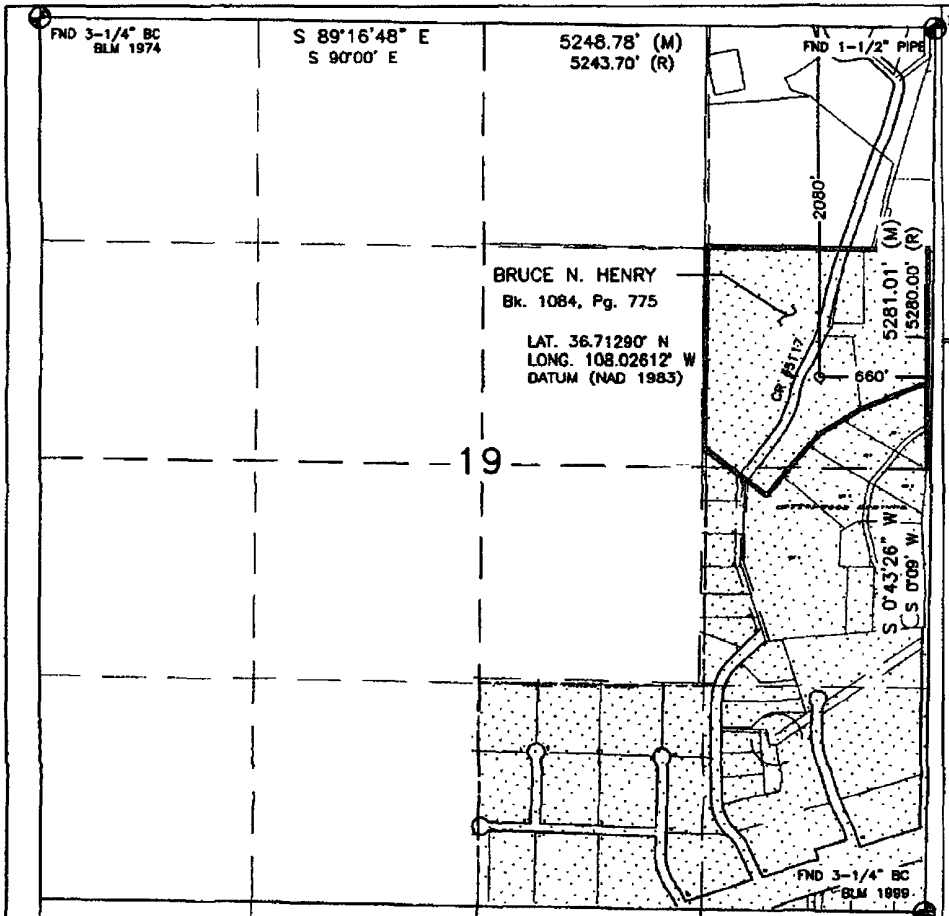 FND 3-1/4" BC
BLM 1974
S 89°16'48" E
S 90°00' E
5248.78' (M)
5243.70' (R)
FND 1-1/2" PIPE
2080'
5281.01' (M)
5280.00' (R)
BRUCE N. HENRY
Bk. 1084, Pg. 775
LAT. 36.71290° N
LONG. 108.02612° W
DATUM (NAD 1983)
660'
19
S 0°43'26" W
S 0°09' W
FND 3-1/4" BC
BLM 1999